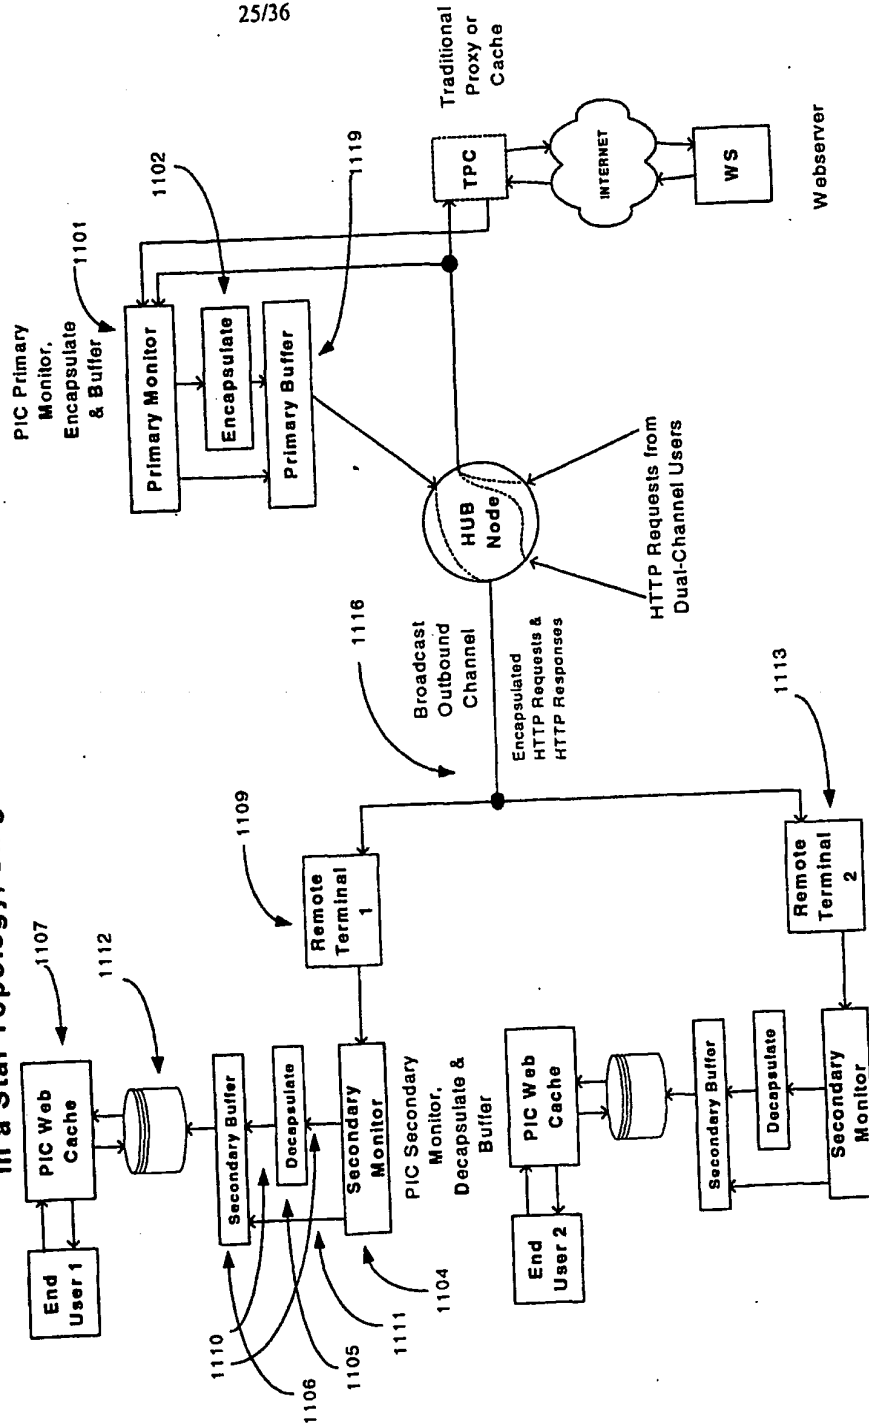 25/36
in a Star Topology,
PIC Primary
Monitor,
Encapsulate
& Buffer
1101
1102
1119
Primary Monitor
Encapsulate
Primary Buffer
Traditional
Proxy or
Cache
TPC
INTERNET
WS
Webserver
HUB
Node
HTTP Requests from
Dual-Channel Users
1116
Broadcast
Outbound
Channel
Encapsulated
HTTP Requests &
HTTP Responses
1109
Remote
Terminal
1
1113
Remote
Terminal
2
1107
1112
PIC Web
Cache
End
User 1
Secondary Buffer
Decapsulate
Secondary
Monitor
1110
1106
1105
1111
1104
PIC Secondary
Monitor,
Decapsulate &
Buffer
PIC Web
Cache
End
User 2
Secondary Buffer
Decapsulate
Secondary
Monitor